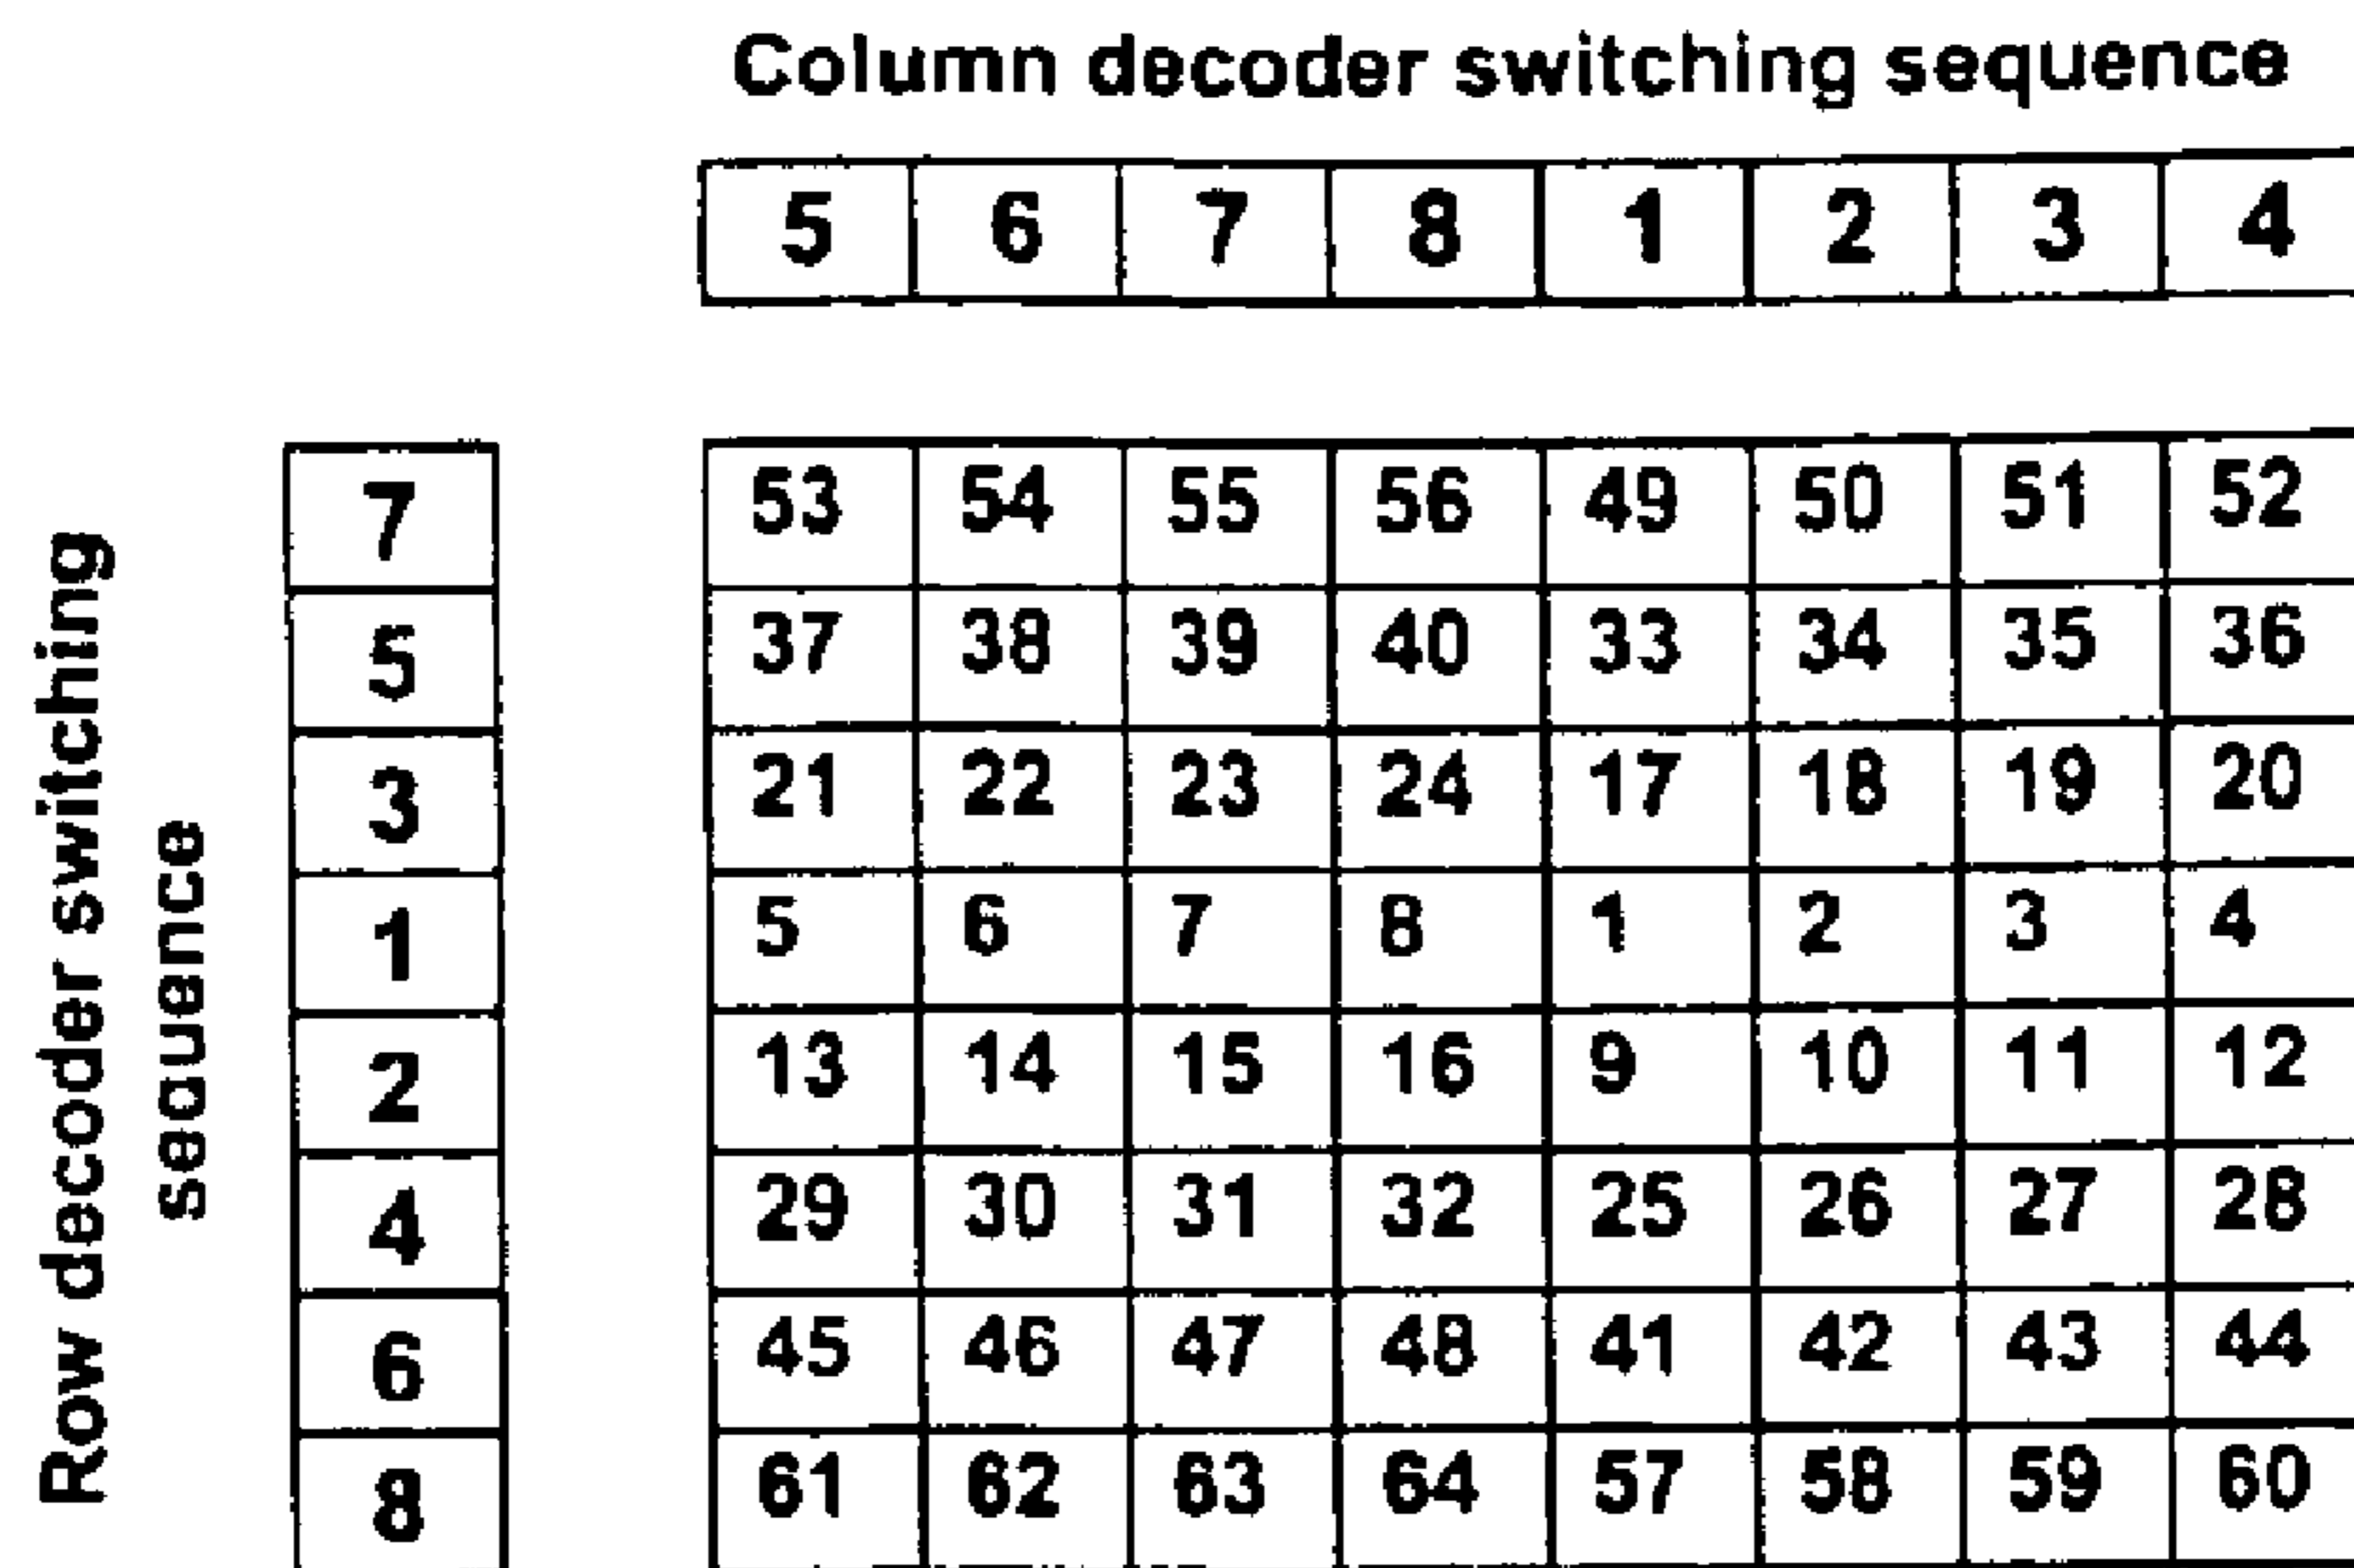 Column decoder switching sequence
5 6 7 8 1 2 3 4
Row decoder switching
sequence
7 53 54 55 56 49 50 51 52
5 37 38 39 40 33 34 35 36
3 21 22 23 24 17 18 19 20
1 5 6 7 8 1 2 3 4
2 13 14 15 16 9 10 11 12
4 29 30 31 32 25 26 27 28
6 45 46 47 48 41 42 43 44
8 61 62 63 64 57 58 59 60